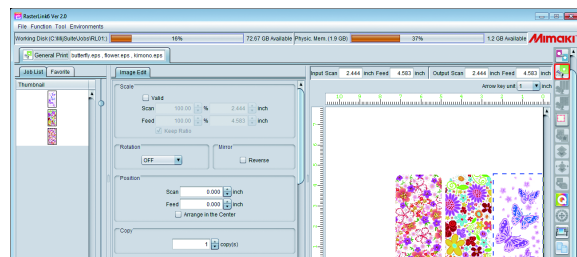 RasterLink6 Ver 2.0
File Function Tool Environments
Working Disk (C:\MijSuite\Jobs\RL01:) 16% 72.67 GB Available Physic. Mem. (1.9 GB) 37% 1.2 GB Available Mimaki
General Print butterfly.eps , flower.eps , kimono.eps
Job List Favorite Image Edit Input Scan 2.444 inch Feed 4.583 inch Output Scan 2.444 inch Feed 4.583 inch
Thumbnail Arrow key unit 1 inch
Scale
Valid
Scan 100.00 % 2.444 inch
Feed 100.00 % 4.583 inch
Keep Ratio
Rotation Mirror
OFF Reverse
Position
Scan 0.000 inch
Feed 0.000 inch
Arrange in the Center
Copy
1 copy(s)